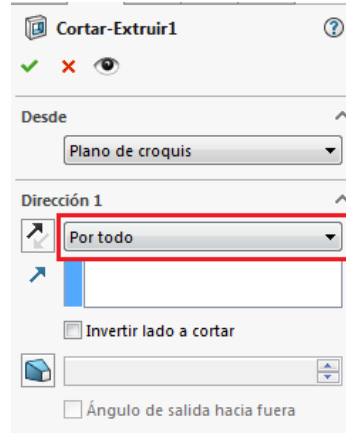 Cortar-Extruir1
Desde
Plano de croquis
Dirección 1
Por todo
Invertir lado a cortar
Ángulo de salida hacia fuera